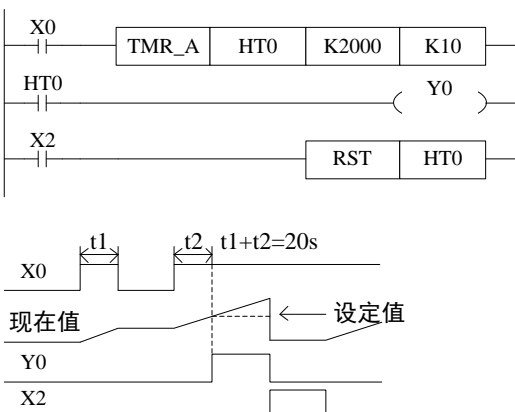 X0
TMR_A HT0 K2000 K10
HT0
Y0
X2
RST HT0
t1 t2 t1+t2=20s
X0
现在值 设定值
Y0
X2